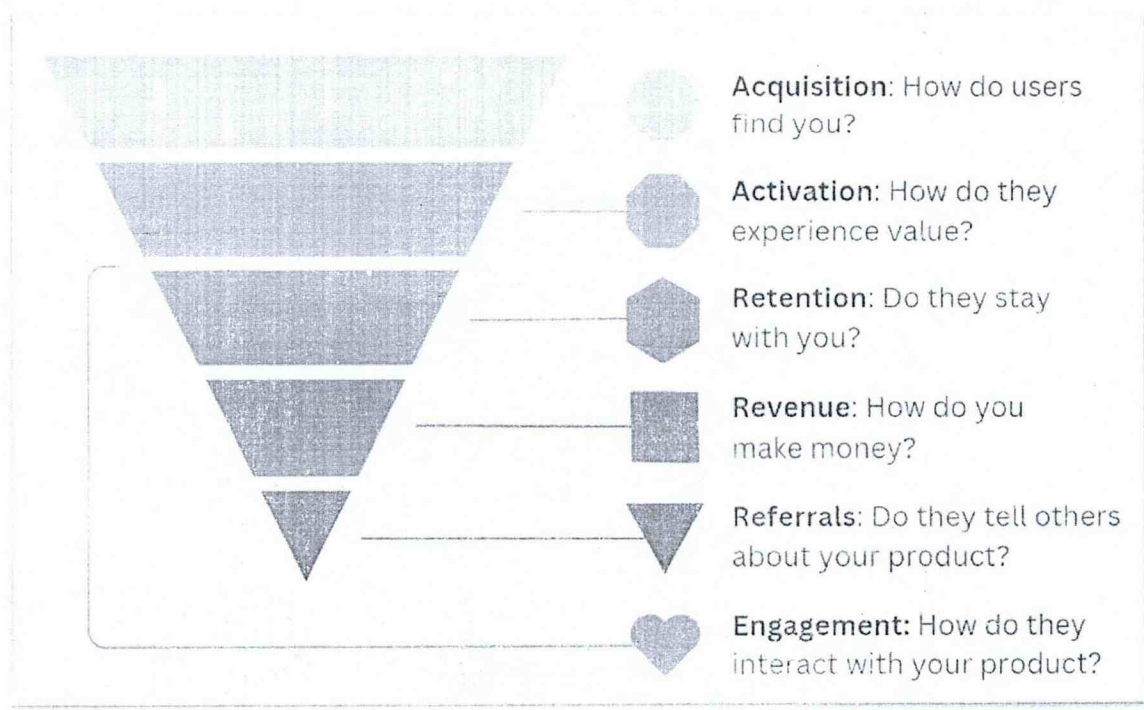 Acquisition: How do users
find you?
Activation: How do they
experience value?
Retention: Do they stay
with you?
Revenue: How do you
make money?
Referrals: Do they tell others
about your product?
Engagement: How do they
interact with your product?